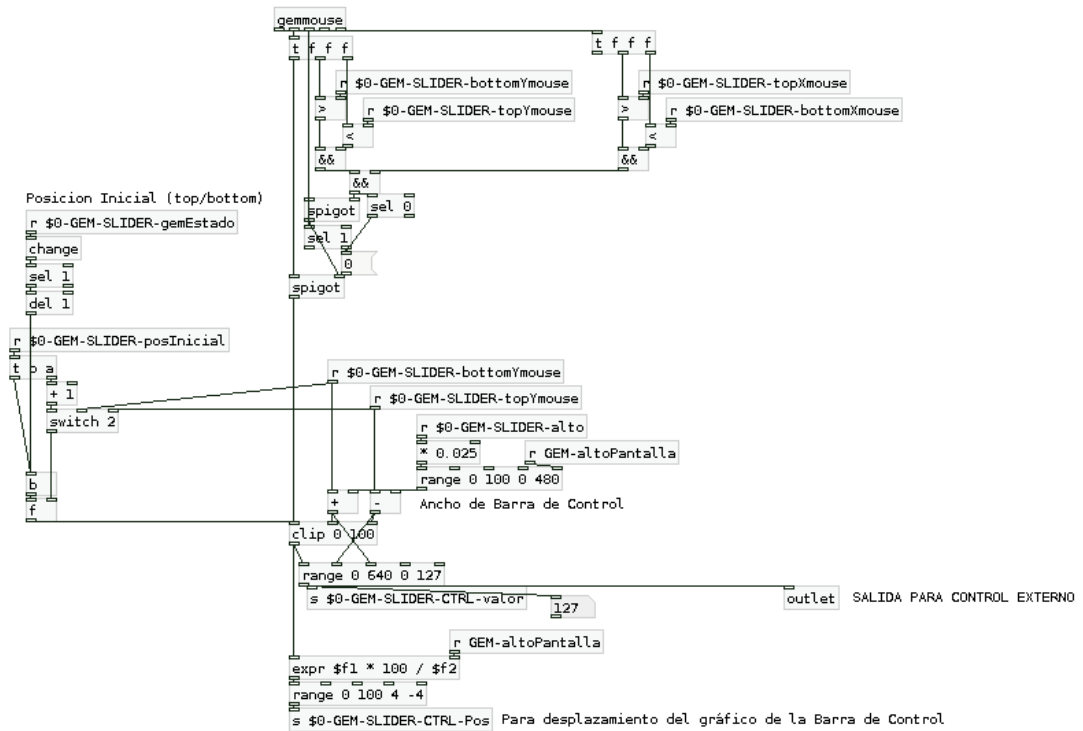 gemmouse
t f f f
t f f f
r $0-GEM-SLIDER-bottomYmouse
r $0-GEM-SLIDER-topXmouse
>
r $0-GEM-SLIDER-topYmouse
>
r $0-GEM-SLIDER-bottomXmouse
<
<
&&
&&
&&
Posicion Inicial (top/bottom)
spigot
sel 0
r $0-GEM-SLIDER-gemEstado
sel 1
change
0
sel 1
spigot
del 1
r $0-GEM-SLIDER-posInicial
t b a
r $0-GEM-SLIDER-bottomYmouse
+ 1
r $0-GEM-SLIDER-topYmouse
switch 2
r $0-GEM-SLIDER-alto
* 0.025
r GEM-altoPantalla
range 0 100 0 480
b
+
-
Ancho de Barra de Control
f
clip 0 100
range 0 640 0 127
s $0-GEM-SLIDER-CTRL-valor
127
outlet
SALIDA PARA CONTROL EXTERNO
r GEM-altoPantalla
expr $f1 * 100 / $f2
range 0 100 4 -4
s $0-GEM-SLIDER-CTRL-Pos
Para desplazamiento del gráfico de la Barra de Control